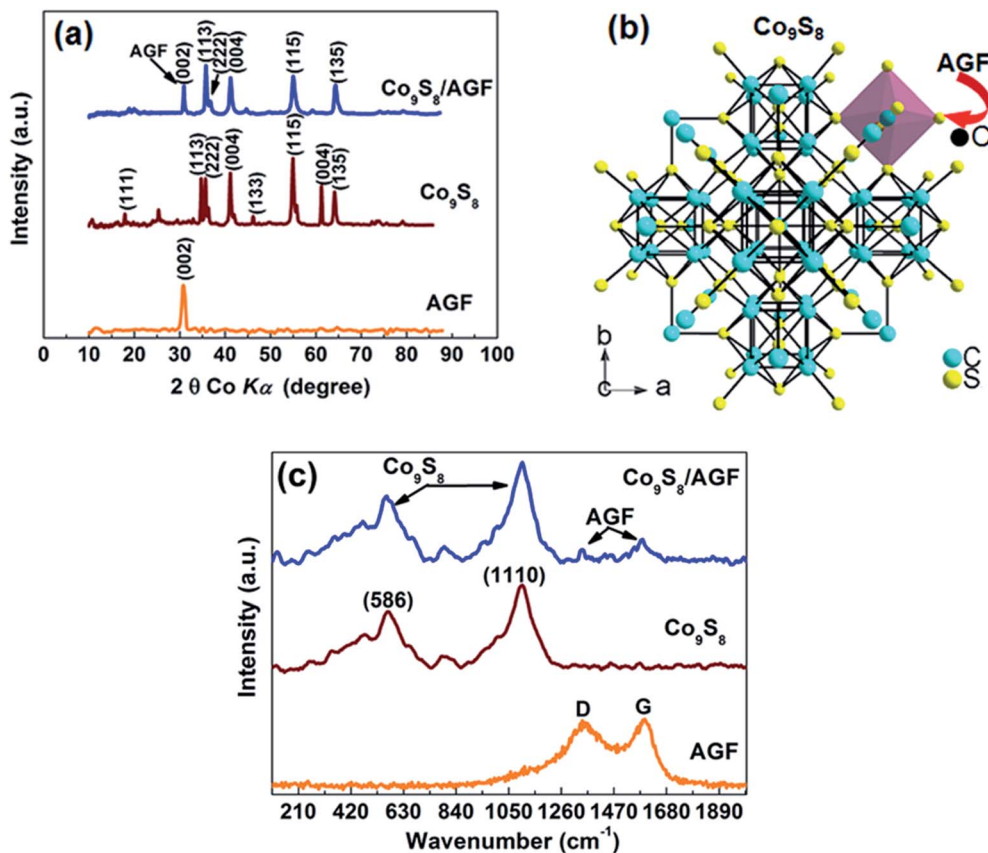 (a)
Intensity (a.u.)
AGF
(002)
(113)
(222)
(004)
(115)
(135)
Co₉S₈/AGF
(111)
(113)
(222)
(004)
(133)
(115)
(004)
(135)
Co₉S₈
(002)
AGF
0 10 20 30 40 50 60 70 80 90 100
2 θ Co Kα (degree)
(b)
Co₉S₈
AGF
C
b
c
a
C
S
(c)
Intensity (a.u.)
Co₉S₈
Co₉S₈/AGF
AGF
(586)
(1110)
Co₉S₈
D
G
AGF
210 420 630 840 1050 1260 1470 1680 1890
Wavenumber (cm⁻¹)